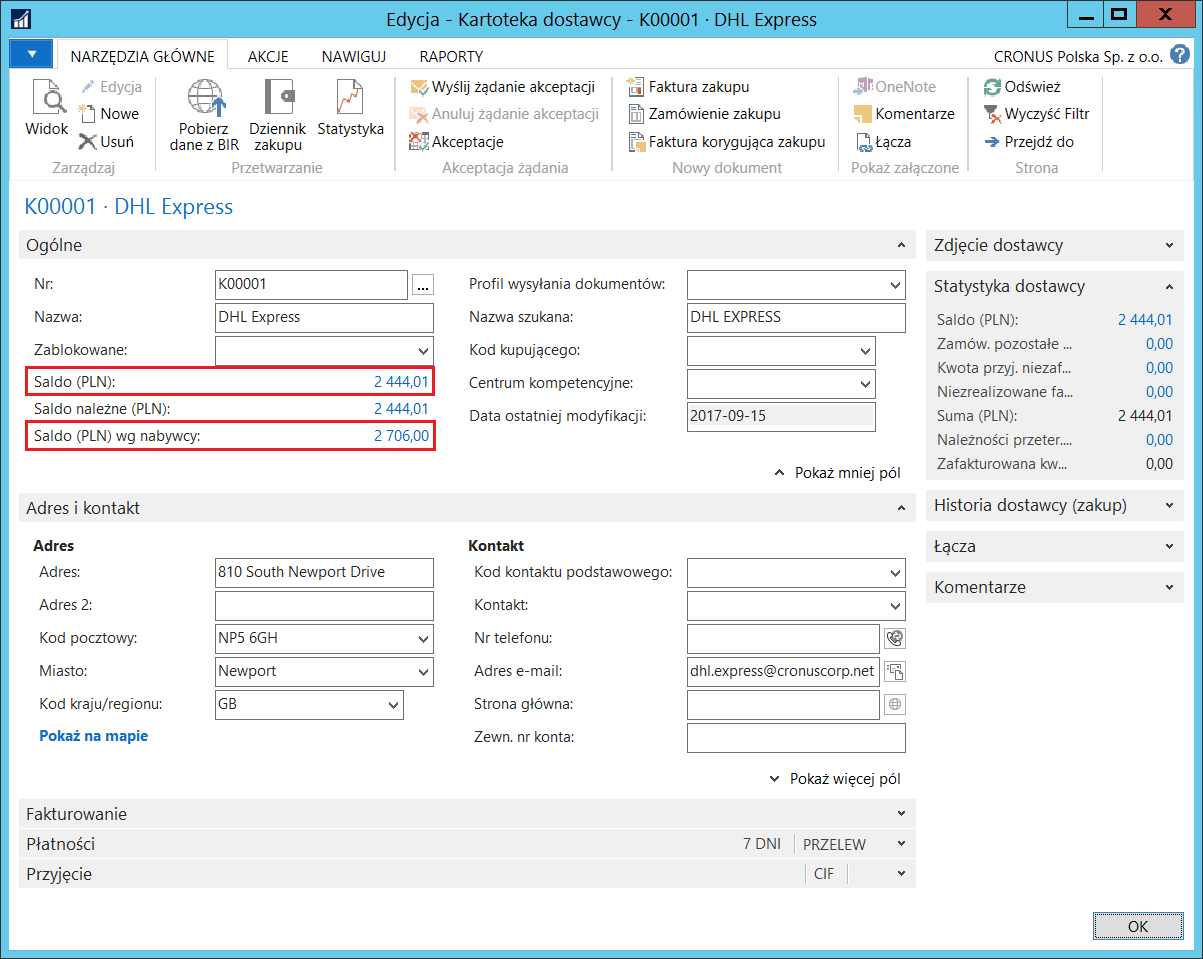 Edycja - Kartoteka dostawcy - K00001 · DHL Express
NARZĘDZIA GŁÓWNE
AKCJE
NAWIGUJ
RAPORTY
CRONUS Polska Sp. z o.o.
Widok
Edycja
Nowe
Usuń
Zarządzaj
Pobierz
dane z BIR
Dziennik
zakupu
Statystyka
Przetwarzanie
Wyślij żądanie akceptacji
Anuluj żądanie akceptacji
Akceptacje
Akceptacja żądania
Faktura zakupu
Zamówienie zakupu
Faktura korygująca zakupu
Nowy dokument
OneNote
Komentarze
Łącza
Pokaż załączone
Odśwież
Wyczyść Filtr
Przejdź do
Strona
K00001 · DHL Express
Ogólne
Nr: K00001 ...
Nazwa: DHL Express
Zablokowane:
Saldo (PLN): 2 444,01
Saldo należne (PLN): 2 444,01
Saldo (PLN) wg nabywcy: 2 706,00
Profil wysyłania dokumentów:
Nazwa szukana: DHL EXPRESS
Kod kupującego:
Centrum kompetencyjne:
Data ostatniej modyfikacji: 2017-09-15
Pokaż mniej pól
Adres i kontakt
Adres
Adres: 810 South Newport Drive
Adres 2:
Kod pocztowy: NP5 6GH
Miasto: Newport
Kod kraju/regionu: GB
Pokaż na mapie
Kontakt
Kod kontaktu podstawowego:
Kontakt:
Nr telefonu:
Adres e-mail: dhl.express@cronuscorp.net
Strona główna:
Zewn. nr konta:
Pokaż więcej pól
Fakturowanie
Płatności 7 DNI PRZELEW
Przyjęcie CIF
Zdjęcie dostawcy
Statystyka dostawcy
Saldo (PLN): 2 444,01
Zamów. pozostałe ... 0,00
Kwota przyj. niezaf... 0,00
Niezrealizowane fa... 0,00
Suma (PLN): 2 444,01
Należności przeter.... 0,00
Zafakturowana kw... 0,00
Historia dostawcy (zakup)
Łącza
Komentarze
OK